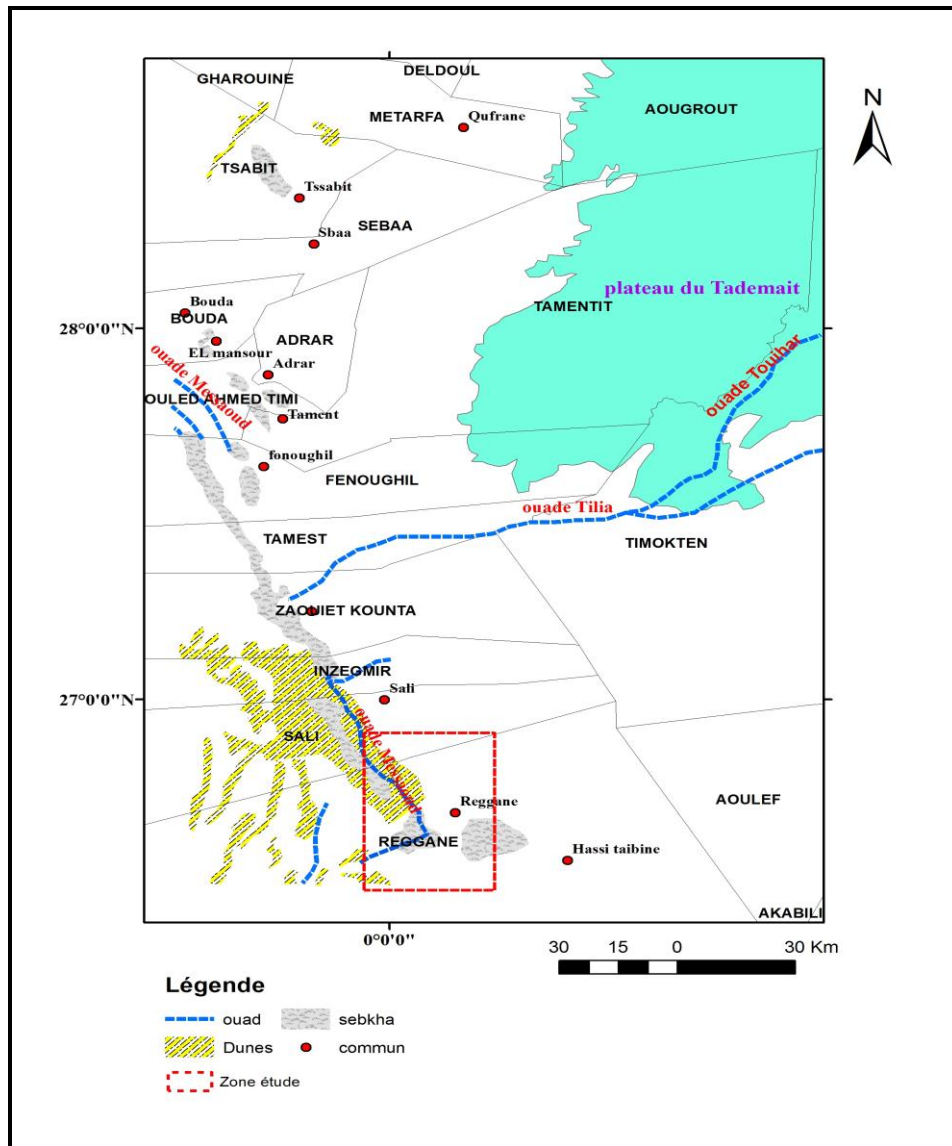 DELDOUL
GHAROUINE
AOUGROUT
METARFA
Qufrane
N
TSABIT
Tssabit
SEBAA
Sbaa
plateau du Tademait
TAMENTIT
Bouda
BOUDA
28°0'0"N
EL mansour
ADRAR
ouade Messaoud
Adrar
ouade Touihar
OULED AHMED TIMI
Tament
fonoughil
FENOUGHIL
ouade Tilia
TAMEST
TIMOKTEN
ZAOUIET KOUNTA
INZEGMIR
27°0'0"N
Sali
SALI
ouade Messaoud
Reggane
AOULEF
REGGANE
Hassi taibine
AKABILI
0°0'0"
30 15 0 30 Km
Légende
ouad
sebkha
Dunes
commun
Zone étude